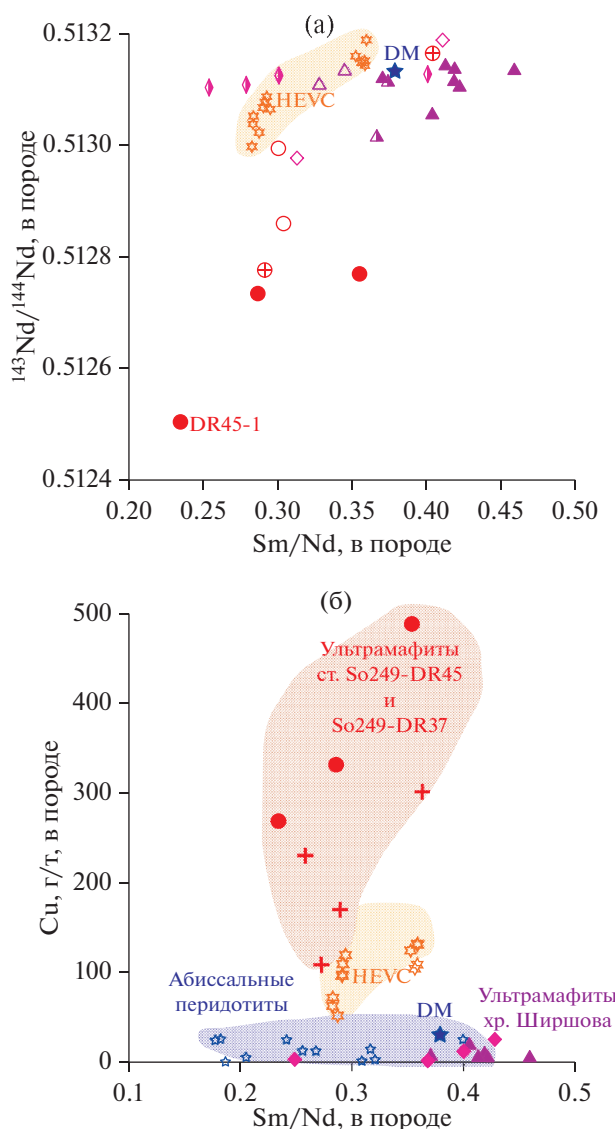 (а)
0.5132
DM
HEVC
0.5130
0.5128
0.5126
DR45-1
0.5124
0.20 0.25 0.30 0.35 0.40 0.45 0.50
Sm/Nd, в породе
¹⁴³Nd/¹⁴⁴Nd, в породе
(б)
500
Ультрамафиты
ст. So249-DR45
и
So249-DR37
400
300
200
100
HEVC
Абиссальные
перидотиты
DM
Ультрамафиты
хр. Ширшова
0
0.1 0.2 0.3 0.4 0.5
Sm/Nd, в породе
Cu, г/т, в породе